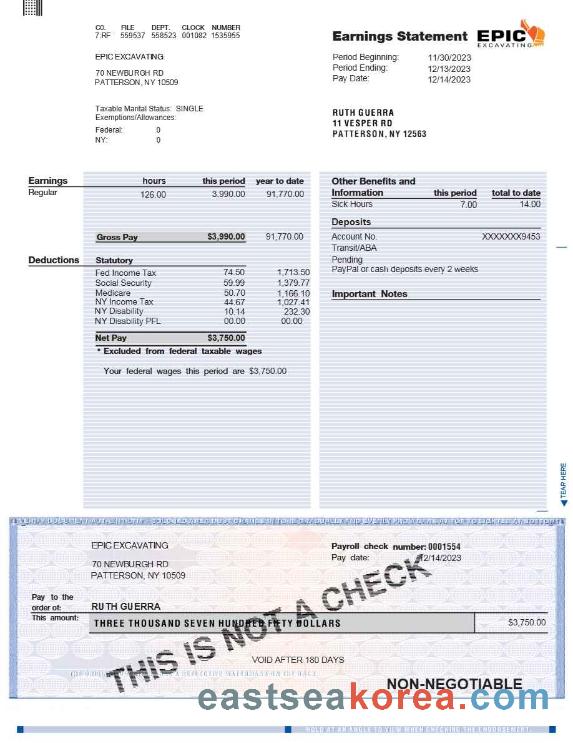 CO. FILE DEPT. CLOCK NUMBER
7.RF 559537 558523 001082 1535955
EPIC EXCAVATING
70 NEWBURGH RD
PATTERSON, NY 10509
Taxable Marital Status: SINGLE
Exemptions/Allowances:
Federal: 0
NY: 0
Earnings Statement
EPIC
EXCAVATING
Period Beginning: 11/30/2023
Period Ending: 12/13/2023
Pay Date: 12/14/2023
RUTH GUERRA
11 VESPER RD
PATTERSON, NY 12563
Earnings hours this period year to date
Regular 126.00 3.990.00 91,770.00
Gross Pay $3,990.00 91,770.00
Deductions Statutory
Fed Income Tax 74.50 1,713.50
Social Security 59.99 1,379.77
Medicare 50.70 1,166.10
NY Income Tax 44.67 1,027.41
NY Disability 10.14 232.30
NY Disability PFL 00.00 00.00
Net Pay $3,750.00
* Excluded from federal taxable wages
Your federal wages this period are $3,750.00
Other Benefits and
Information this period total to date
Sick Hours 7.00 14.00
Deposits
Account No. XXXXXXX9453
Transit/ABA
Pending
PayPal or cash deposits every 2 weeks
Important Notes
TEAR HERE
EPIC EXCAVATING
70 NEWBURGH RD
PATTERSON, NY 10509
Payroll check number: 0001554
Pay date: 12/14/2023
Pay to the
order of: RUTH GUERRA
This amount: THREE THOUSAND SEVEN HUNDRED FIFTY DOLLARS $3,750.00
THIS IS NOT A CHECK
VOID AFTER 180 DAYS
NON-NEGOTIABLE
eastseakorea.com
HOLD AT AN ANGLE TO VIEW WHEN CHECKING THE ENDORSEMENT